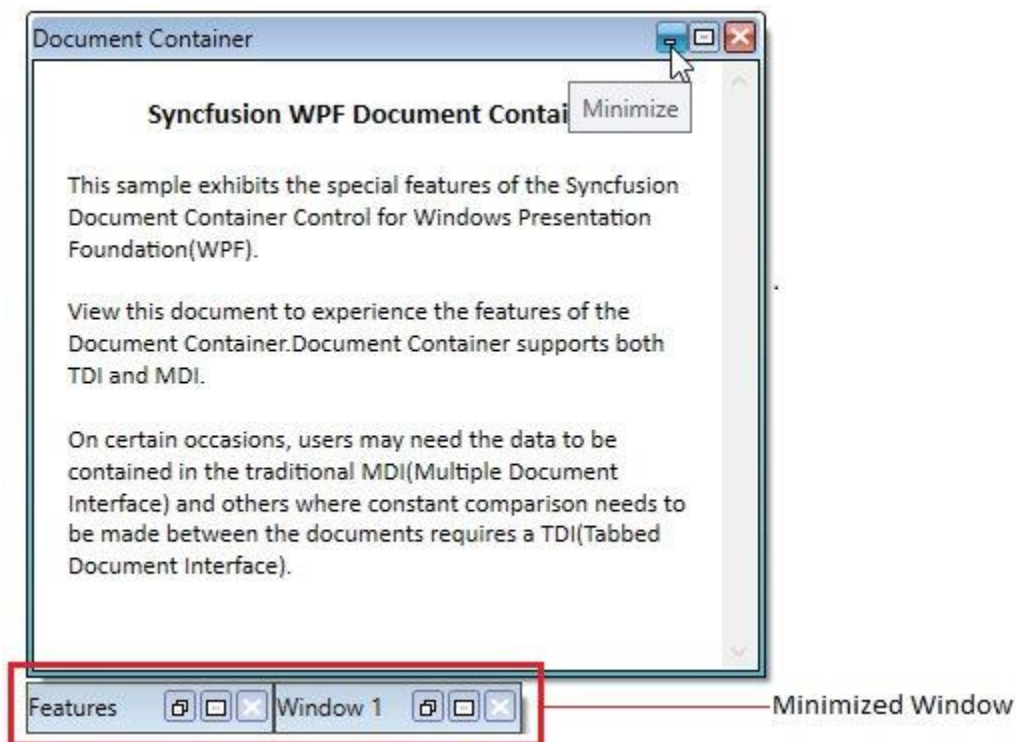 Document Container
Minimize
Syncfusion WPF Document Contai
This sample exhibits the special features of the Syncfusion
Document Container Control for Windows Presentation
Foundation(WPF).
View this document to experience the features of the
Document Container.Document Container supports both
TDI and MDI.
On certain occasions, users may need the data to be
contained in the traditional MDI(Multiple Document
Interface) and others where constant comparison needs to
be made between the documents requires a TDI(Tabbed
Document Interface).
Features
Window 1
Minimized Window